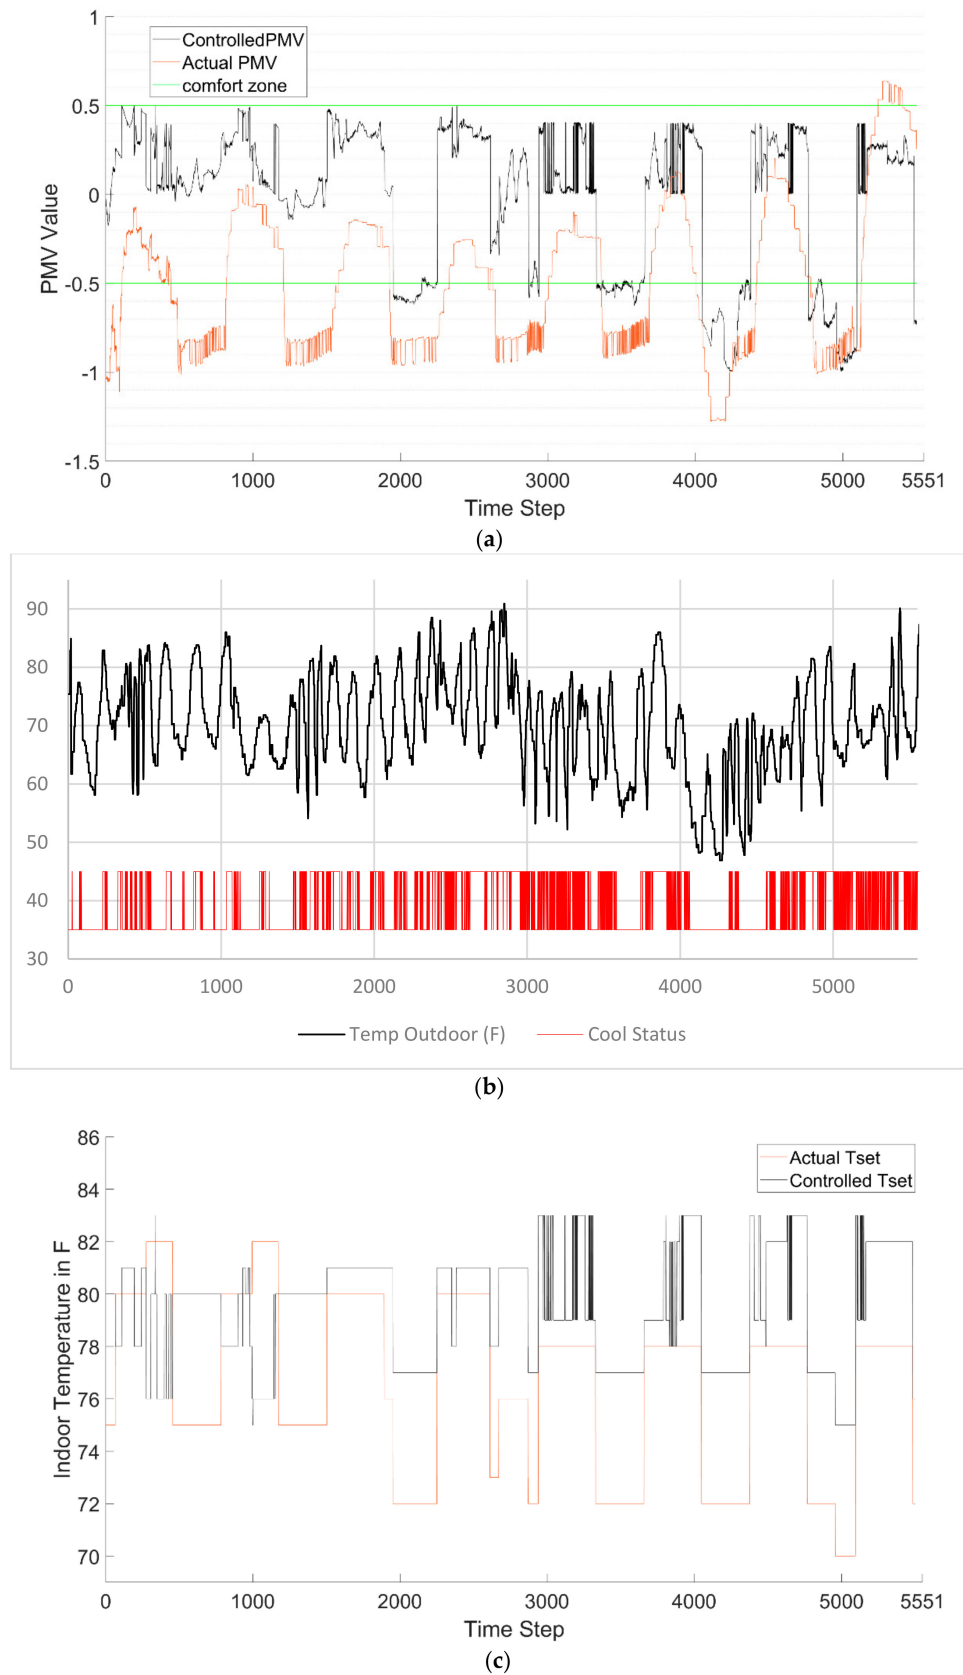 1
0.5
0
-0.5
-1
-1.5
PMV Value
ControlledPMV
Actual PMV
comfort zone
0 1000 2000 3000 4000 5000 5551
Time Step
(a)
90
80
70
60
50
40
30
0 1000 2000 3000 4000 5000
Temp Outdoor (F) Cool Status
(b)
86
84
82
80
78
76
74
72
70
Indoor Temperature in F
Actual Tset
Controlled Tset
0 1000 2000 3000 4000 5000 5551
Time Step
(c)